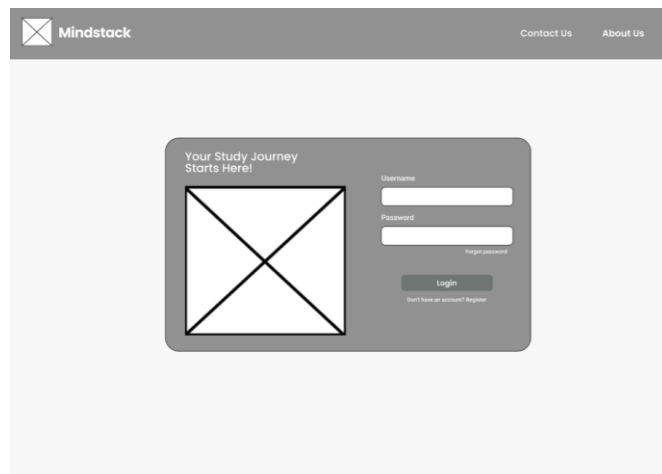 Mindstack
Contact Us
About Us
Your Study Journey
Starts Here!
Username
Password
Forgot password
Login
Don't have an account? Register